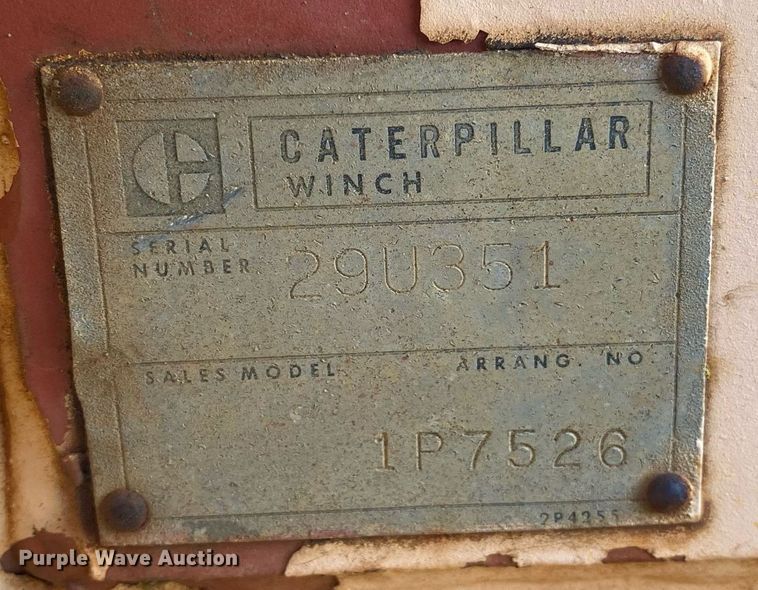 CATERPILLAR
WINCH
SERIAL
NUMBER
29U351
SALES MODEL
ARRANG. NO.
1P7526
2P4255
Purple Wave Auction